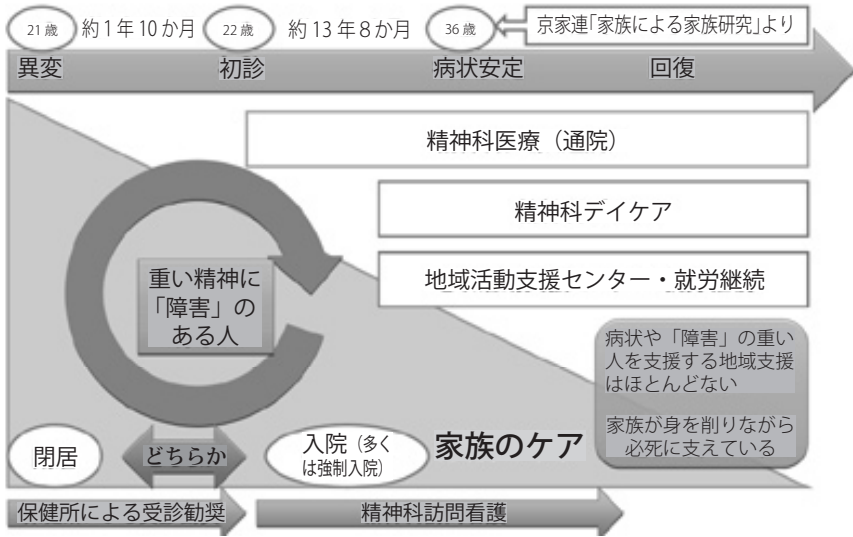 21歳 約1年10か月 22歳 約13年8か月 36歳 京家連「家族による家族研究」より
異変 初診 病状安定 回復
精神科医療（通院）
精神科デイケア
地域活動支援センター・就労継続
重い精神に
「障害」の
ある人
病状や「障害」の重い
人を支援する地域支援
はほとんどない
家族が身を削りながら
必死に支えている
閉居 どちらか 入院（多く
は強制入院）
家族のケア
保健所による受診勧奨 精神科訪問看護